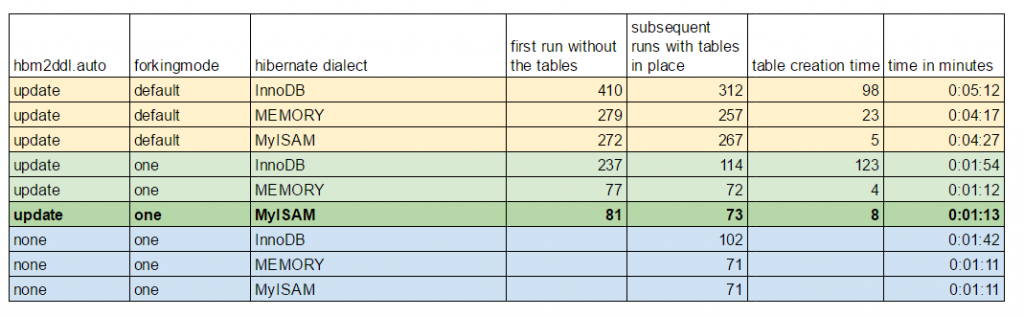 hbm2ddl.auto forkingmode hibernate dialect first run without the tables subsequent runs with tables in place table creation time time in minutes
update default InnoDB 410 312 98 0:05:12
update default MEMORY 279 257 23 0:04:17
update default MyISAM 272 267 5 0:04:27
update one InnoDB 237 114 123 0:01:54
update one MEMORY 77 72 4 0:01:12
update one MyISAM 81 73 8 0:01:13
none one InnoDB 102 0:01:42
none one MEMORY 71 0:01:11
none one MyISAM 71 0:01:11